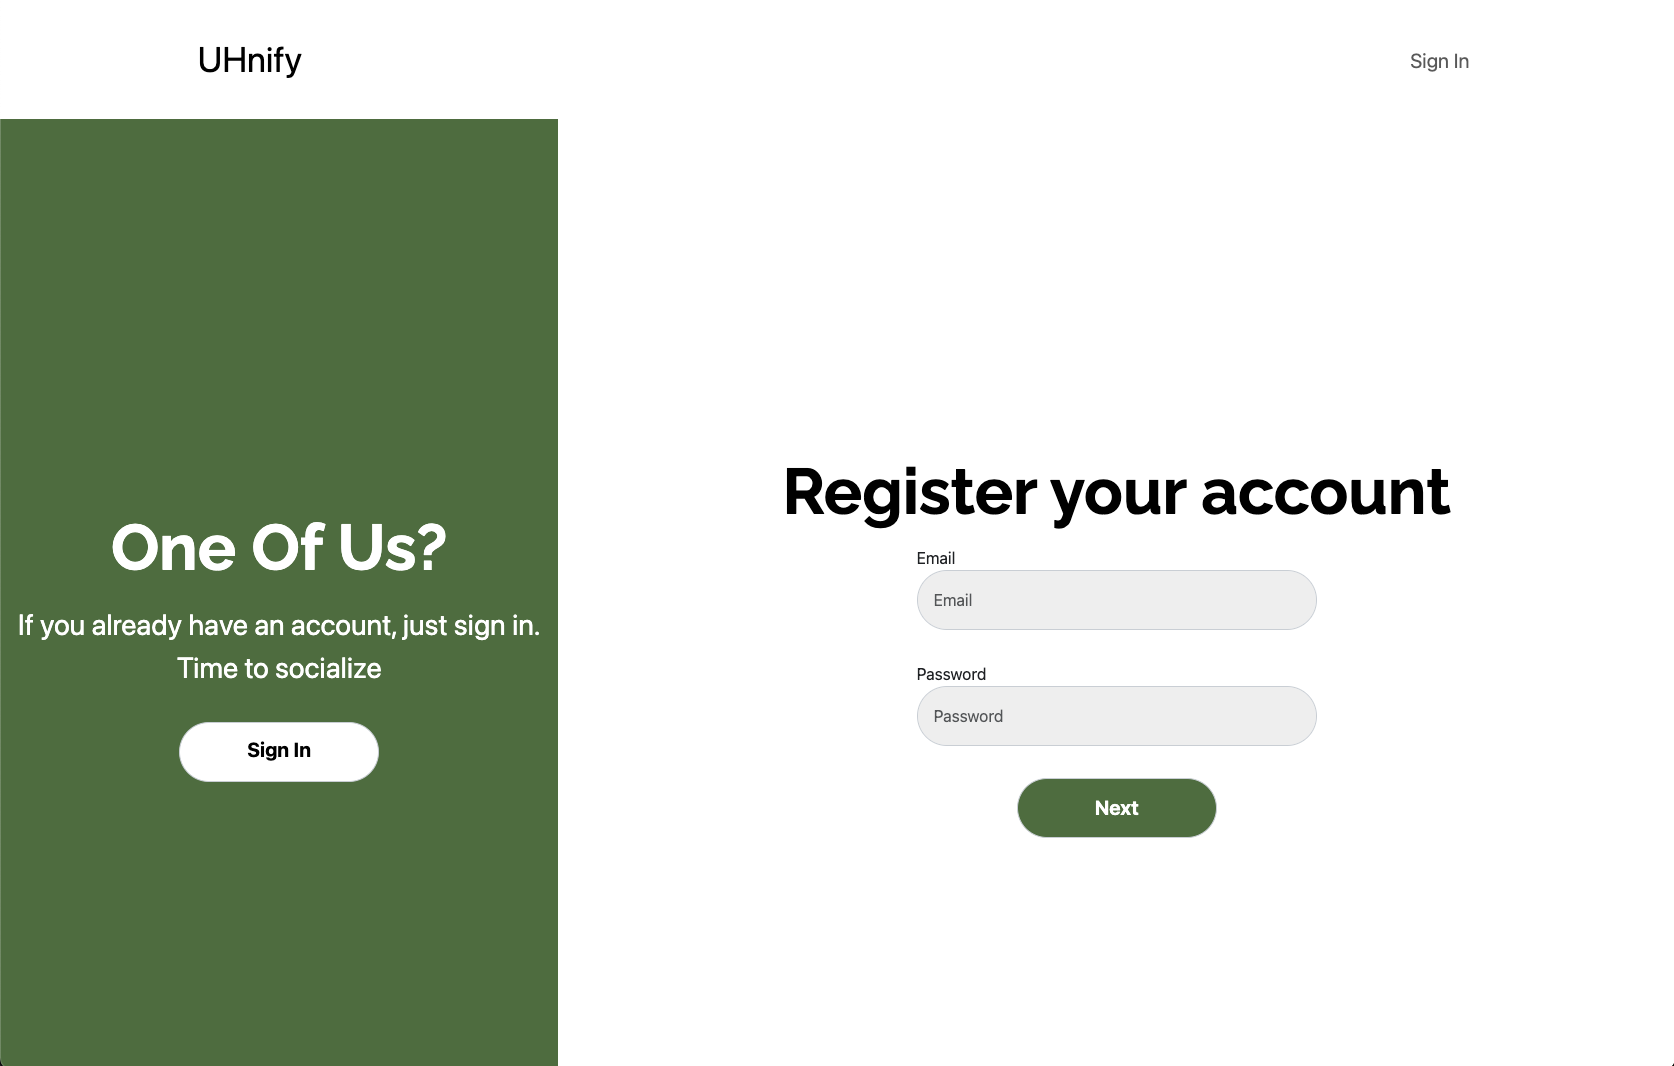 UHnify
Sign In
One Of Us?
If you already have an account, just sign in.
Time to socialize
Sign In
Register your account
Email
Email
Password
Password
Next